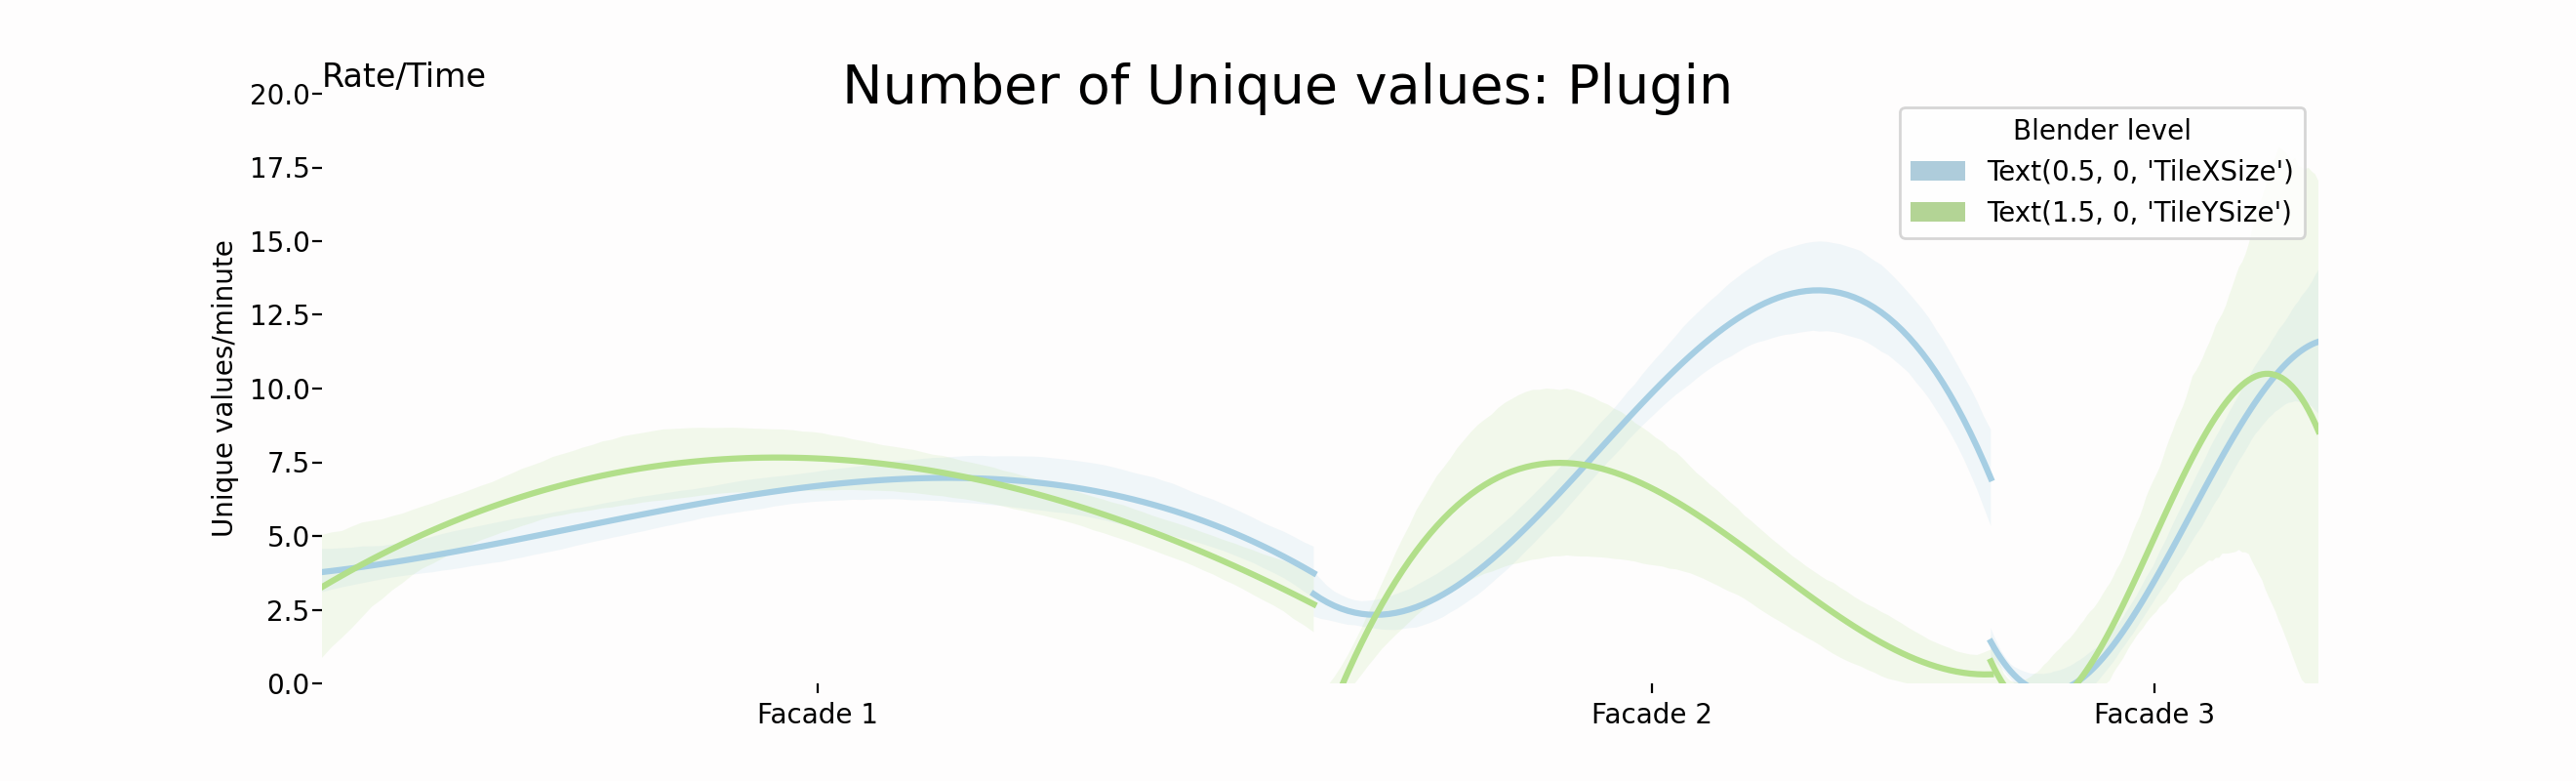 Number of Unique values: Plugin
Rate/Time
Unique values/minute
20.0
17.5
15.0
12.5
10.0
7.5
5.0
2.5
0.0
Blender level
Text(0.5, 0, 'TileXSize')
Text(1.5, 0, 'TileYSize')
Facade 1
Facade 2
Facade 3